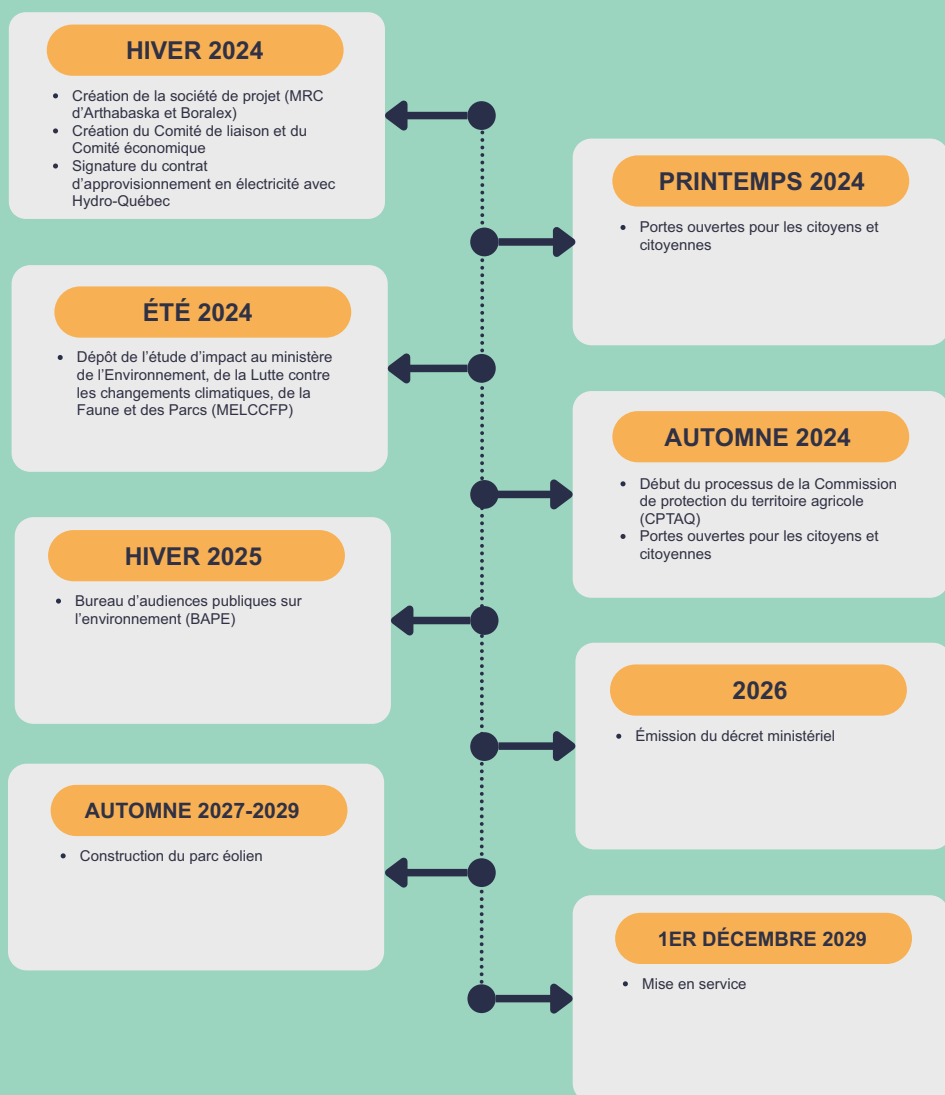 HIVER 2024
• Création de la société de projet (MRC
d'Arthabaska et Boralex)
• Création du Comité de liaison et du
Comité économique
• Signature du contrat
d'approvisionnement en électricité avec
Hydro-Québec
PRINTEMPS 2024
• Portes ouvertes pour les citoyens et
citoyennes
ÉTÉ 2024
• Dépôt de l'étude d'impact au ministère
de l'Environnement, de la Lutte contre
les changements climatiques, de la
Faune et des Parcs (MELCCFP)
AUTOMNE 2024
• Début du processus de la Commission
de protection du territoire agricole
(CPTAQ)
• Portes ouvertes pour les citoyens et
citoyennes
HIVER 2025
• Bureau d'audiences publiques sur
l'environnement (BAPE)
2026
• Émission du décret ministériel
AUTOMNE 2027-2029
• Construction du parc éolien
1ER DÉCEMBRE 2029
• Mise en service